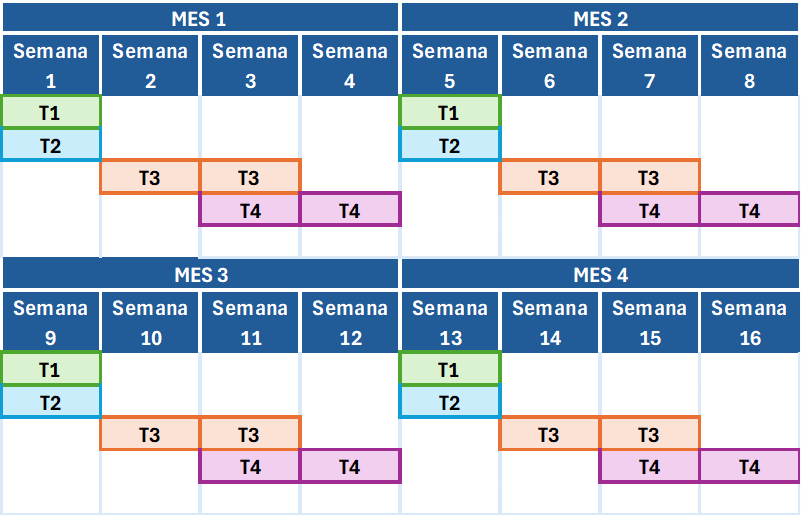 MES 1 MES 2
Semana Semana Semana Semana Semana Semana Semana Semana
1 2 3 4 5 6 7 8
T1 T1
T2 T2
T3 T3 T3 T3
T4 T4 T4 T4
MES 3 MES 4
Semana Semana Semana Semana Semana Semana Semana Semana
9 10 11 12 13 14 15 16
T1 T1
T2 T2
T3 T3 T3 T3
T4 T4 T4 T4